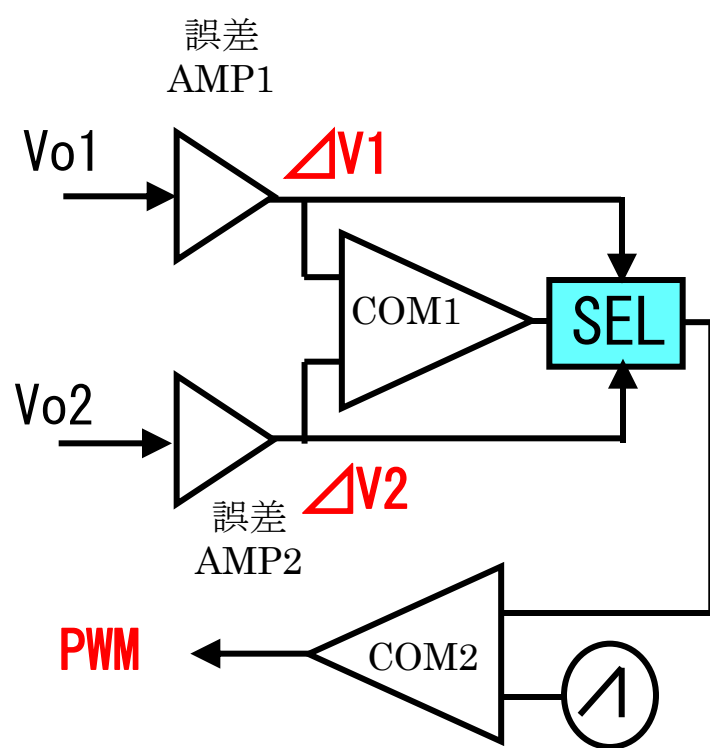 誤差
AMP1
Vo1
⊿V1
COM1
SEL
Vo2
⊿V2
誤差
AMP2
PWM
COM2